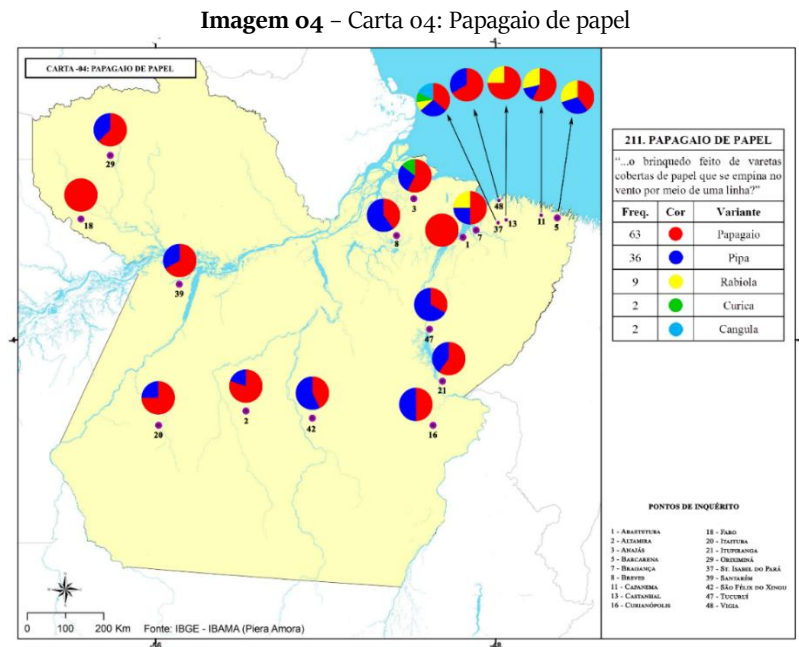 Imagem 04 – Carta 04: Papagaio de papel
CARTA -04: PAPAGAIO DE PAPEL
29
18
39
3
8
1
7
48
37
13
11
5
47
21
20
2
42
16
4
4
56
48
0 100 200 Km Fonte: IBGE - IBAMA (Piera Amora)
211. PAPAGAIO DE PAPEL
“...o brinquedo feito de varetas
cobertas de papel que se empina no
vento por meio de uma linha?”
Freq. Cor Variante
63 Papagaio
36 Pipa
9 Rabiola
2 Curica
2 Cangula
PONTOS DE INQUÉRITO
1 - ABAETETUBA
2 - ALTAMIRA
3 - ANAJÁS
5 - BARCARENA
7 - BRAGANÇA
8 - BREVES
11 - CAPANEMA
13 - CASTANHAL
16 - CURIANÓPOLIS
18 - FARO
20 - ITAITUBA
21 - ITUPIRANGA
29 - ORIXIMINÁ
37 - ST. ISABEL DO PARÁ
39 - SANTARÉM
42 - SÃO FÉLIX DO XINGU
47 - TUCURUÍ
48 - VIGIA